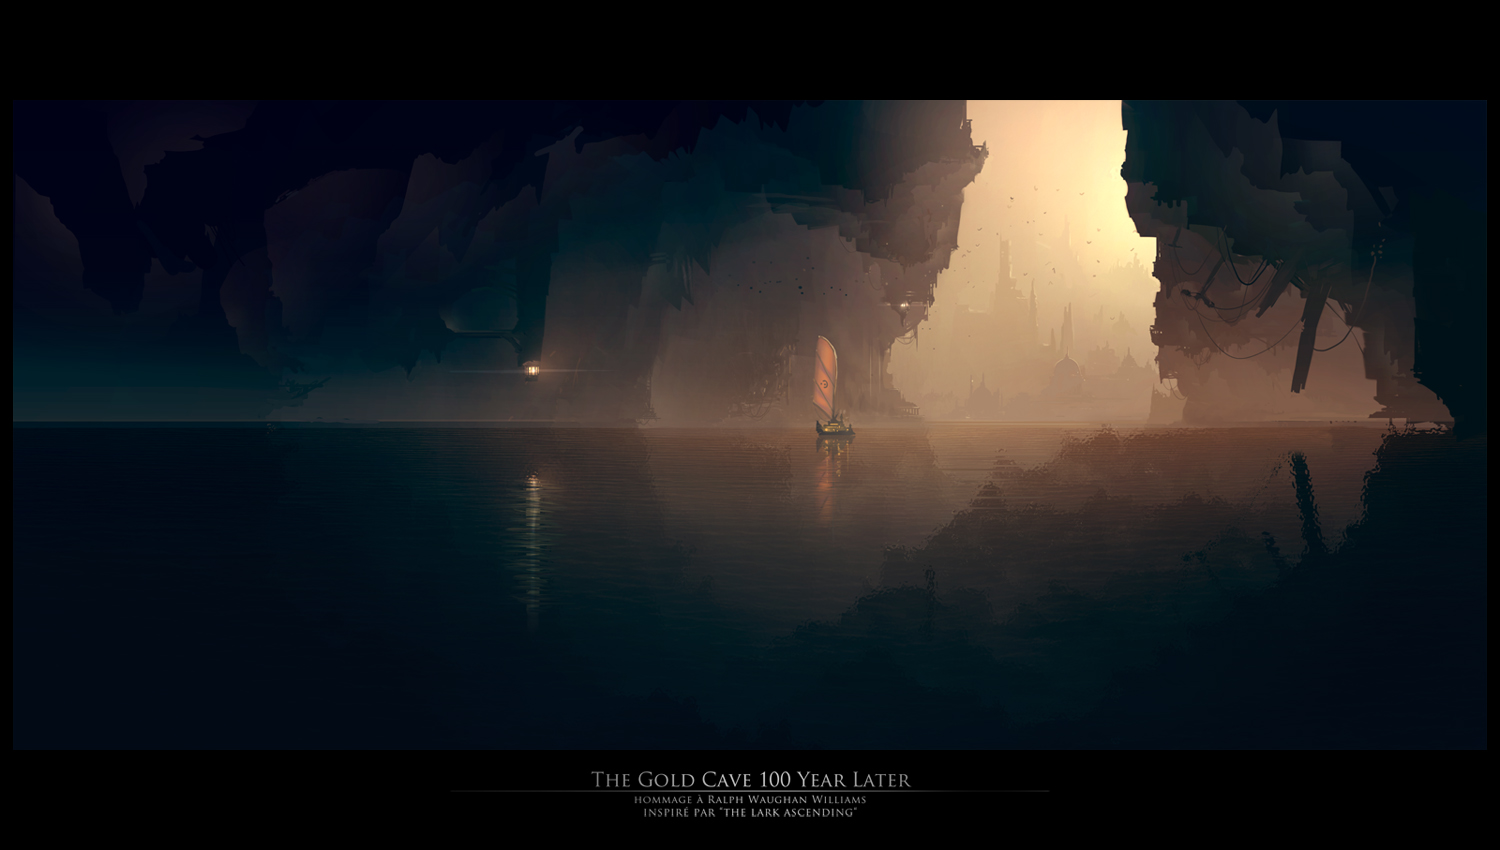 The Gold Cave 100 Year Later
hommage à Ralph Waughan Williams
inspiré par "the lark ascending"